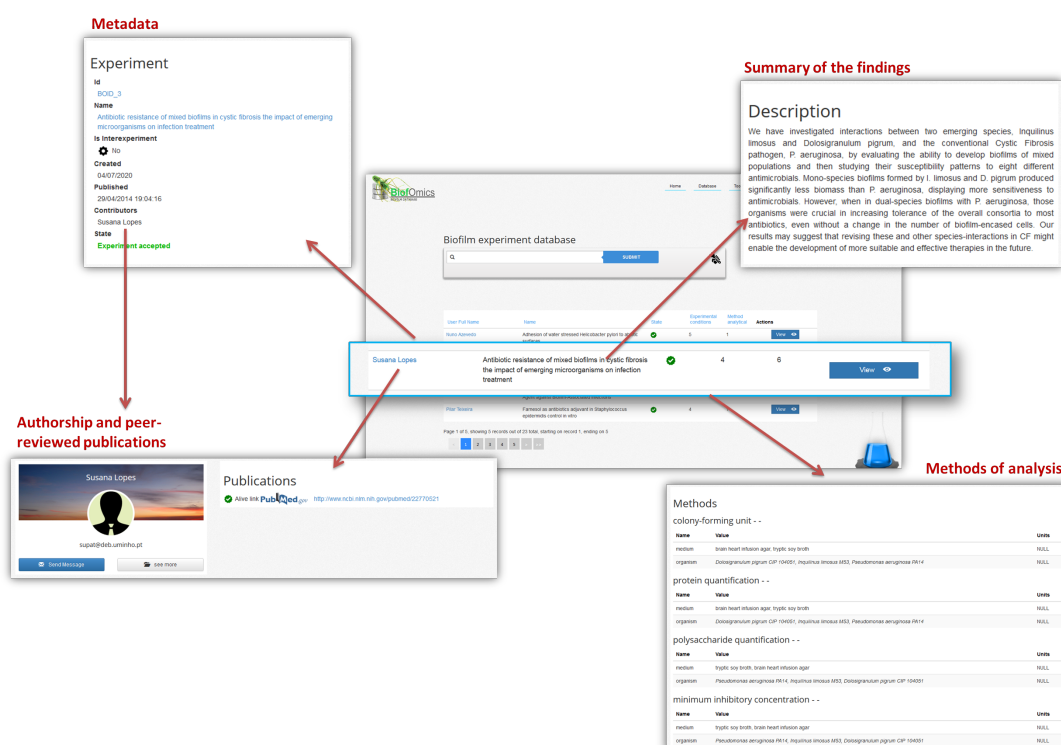 Metadata
Experiment
Id
BOID_3
Name
Antibiotic resistance of mixed biofilms in cystic fibrosis the impact of emerging
microorganisms on infection treatment
Is Interexperiment
No
Created
04/07/2020
Published
29/04/2014 19:04:16
Contributors
Susana Lopes
State
Experiment accepted
Summary of the findings
Description
We have investigated interactions between two emerging species, Inquilinus
limosus and Dolosigranulum pigrum, and the conventional Cystic Fibrosis
pathogen, P. aeruginosa, by evaluating the ability to develop biofilms of mixed
populations and then studying their susceptibility patterns to eight different
antimicrobials. Mono-species biofilms formed by I. limosus and D. pigrum produced
significantly less biomass than P. aeruginosa, displaying more sensitiveness to
antimicrobials. However, when in dual-species biofilms with P. aeruginosa, those
organisms were crucial in increasing tolerance of the overall consortia to most
antibiotics, even without a change in the number of biofilm-encased cells. Our
results may suggest that revising these and other species-interactions in CF might
enable the development of more suitable and effective therapies in the future.
BiofOmics
Home Database
Biofilm experiment database
SUBMIT
User Full Name Name State Experimental conditions Method analytical Actions
Nuno Azevedo Adhesion of water stressed Helicobacter pylori to abiotic 5 1 View
surfaces
Susana Lopes Antibiotic resistance of mixed biofilms in cystic fibrosis 4 6 View
the impact of emerging microorganisms on infection
treatment
Pilar Teixeira Farnesol as antibiotics adjuvant in Staphylococcus 4 View
epidermidis control in vitro
Page 1 of 5, showing 5 records out of 23 total, starting on record 1, ending on 5
1 2 3 4 5
Authorship and peer-
reviewed publications
Susana Lopes
supat@deb.uminho.pt
Send Message see more
Publications
Alive link PubMed.gov http://www.ncbi.nlm.nih.gov/pubmed/22770521
Methods of analysis
Methods
colony-forming unit - -
Name Value Units
medium brain heart infusion agar, tryptic soy broth NULL
organism Dolosigranulum pigrum CIP 104051, Inquilinus limosus M53, Pseudomonas aeruginosa PA14 NULL
protein quantification - -
Name Value Units
medium brain heart infusion agar, tryptic soy broth NULL
organism Dolosigranulum pigrum CIP 104051, Inquilinus limosus M53, Pseudomonas aeruginosa PA14 NULL
polysaccharide quantification - -
Name Value Units
medium tryptic soy broth, brain heart infusion agar NULL
organism Pseudomonas aeruginosa PA14, Inquilinus limosus M53, Dolosigranulum pigrum CIP 104051 NULL
minimum inhibitory concentration - -
Name Value Units
medium tryptic soy broth, brain heart infusion agar NULL
organism Pseudomonas aeruginosa PA14, Inquilinus limosus M53, Dolosigranulum pigrum CIP 104051 NULL